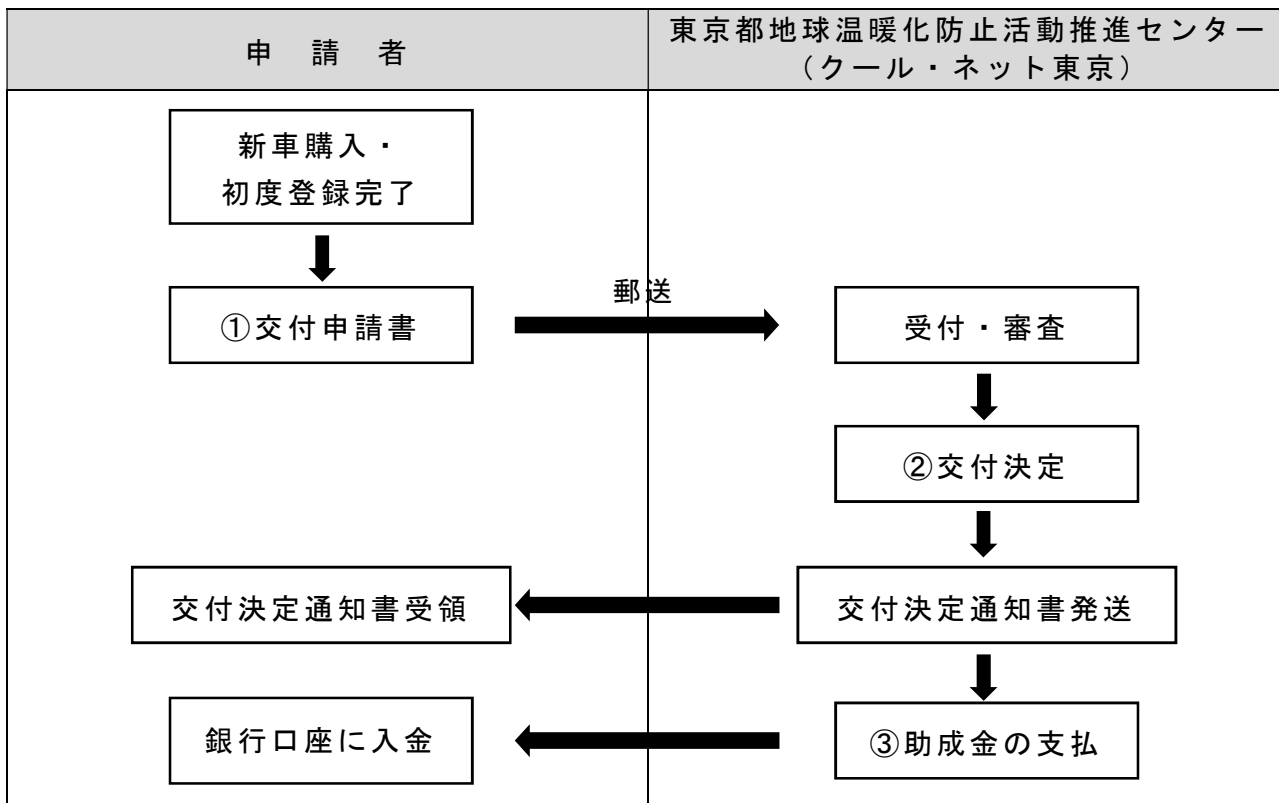 申請者
東京都地球温暖化防止活動推進センター
（クール・ネット東京）
新車購入・
初度登録完了
①交付申請書
郵送
受付・審査
②交付決定
交付決定通知書受領
交付決定通知書発送
銀行口座に入金
③助成金の支払